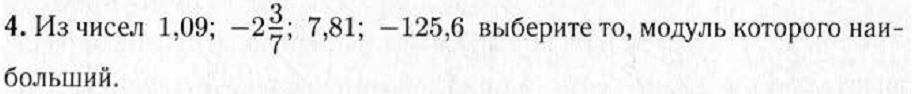 4. Из чисел 1,09; −2 3/7; 7,81; −125,6 выберите то, модуль которого наи-
больший.